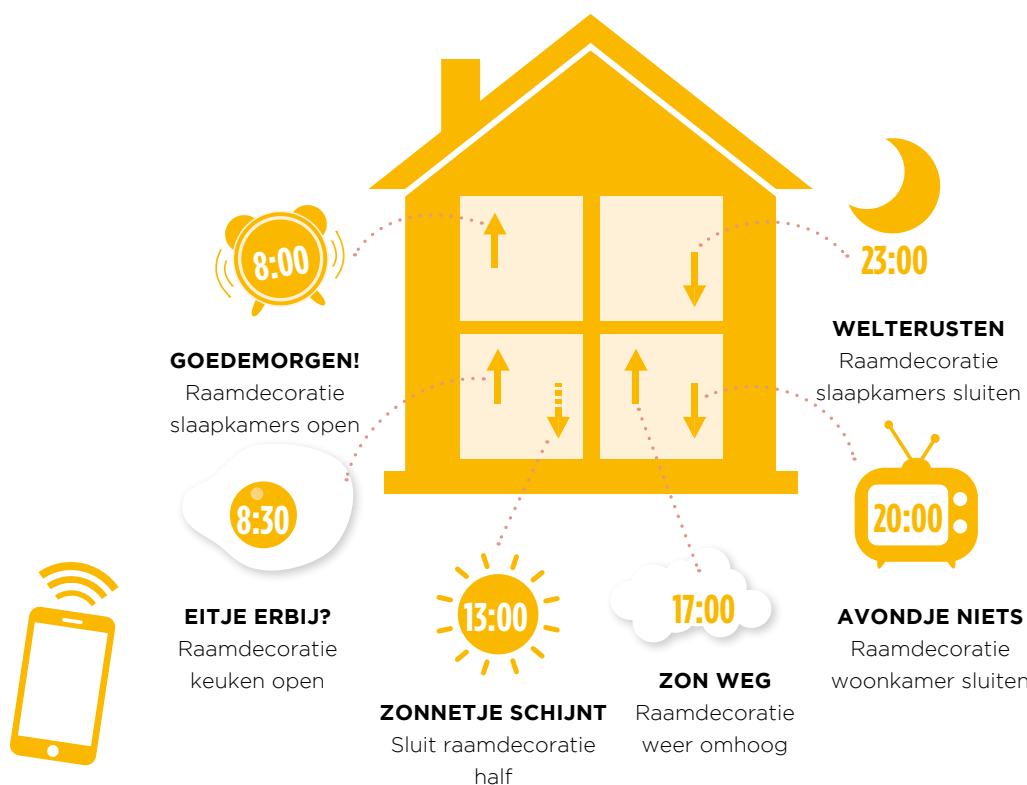 8:00
GOEDEMORGEN!
Raamdecoratie
slaapkamers open
8:30
EITJE ERBIJ?
Raamdecoratie
keuken open
13:00
ZONNETJE SCHIJNT
Sluit raamdecoratie
half
17:00
ZON WEG
Raamdecoratie
weer omhoog
20:00
AVONDJE NIETS
Raamdecoratie
woonkamer sluiten
23:00
WELTERUSTEN
Raamdecoratie
slaapkamers sluiten